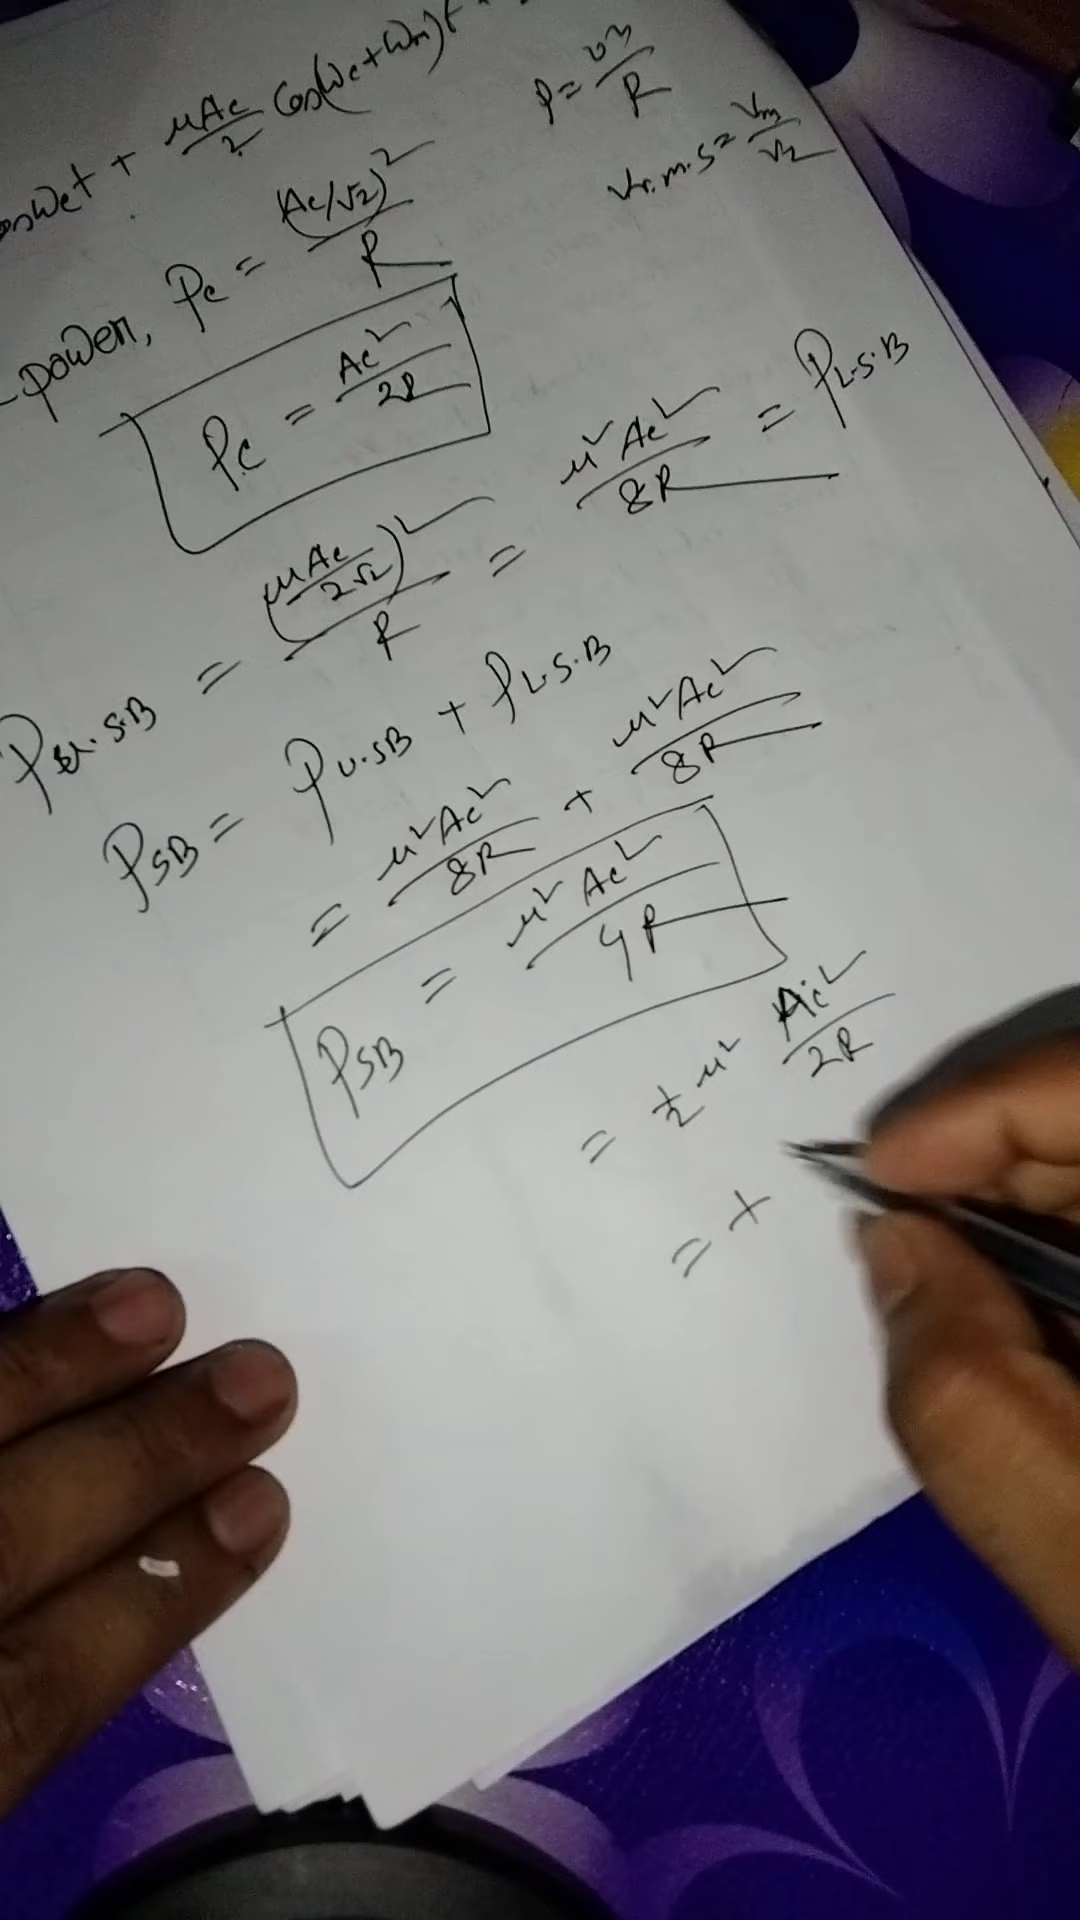 cosωct + μAc/2 cos(ωc+ωm)t
P = v²/R
Vr.m.s = Vm/√2
power, Pc = (Ac/√2)²/R
Pc = Ac²/2R
PU.S.B = (μAc/2√2)²/R = μ²Ac²/8R = PL.S.B
PSB = PU.SB + PL.S.B
= μ²Ac²/8R + μ²Ac²/8R
PSB = μ²Ac²/4R
= 1/2 μ² Ac²/2R
=